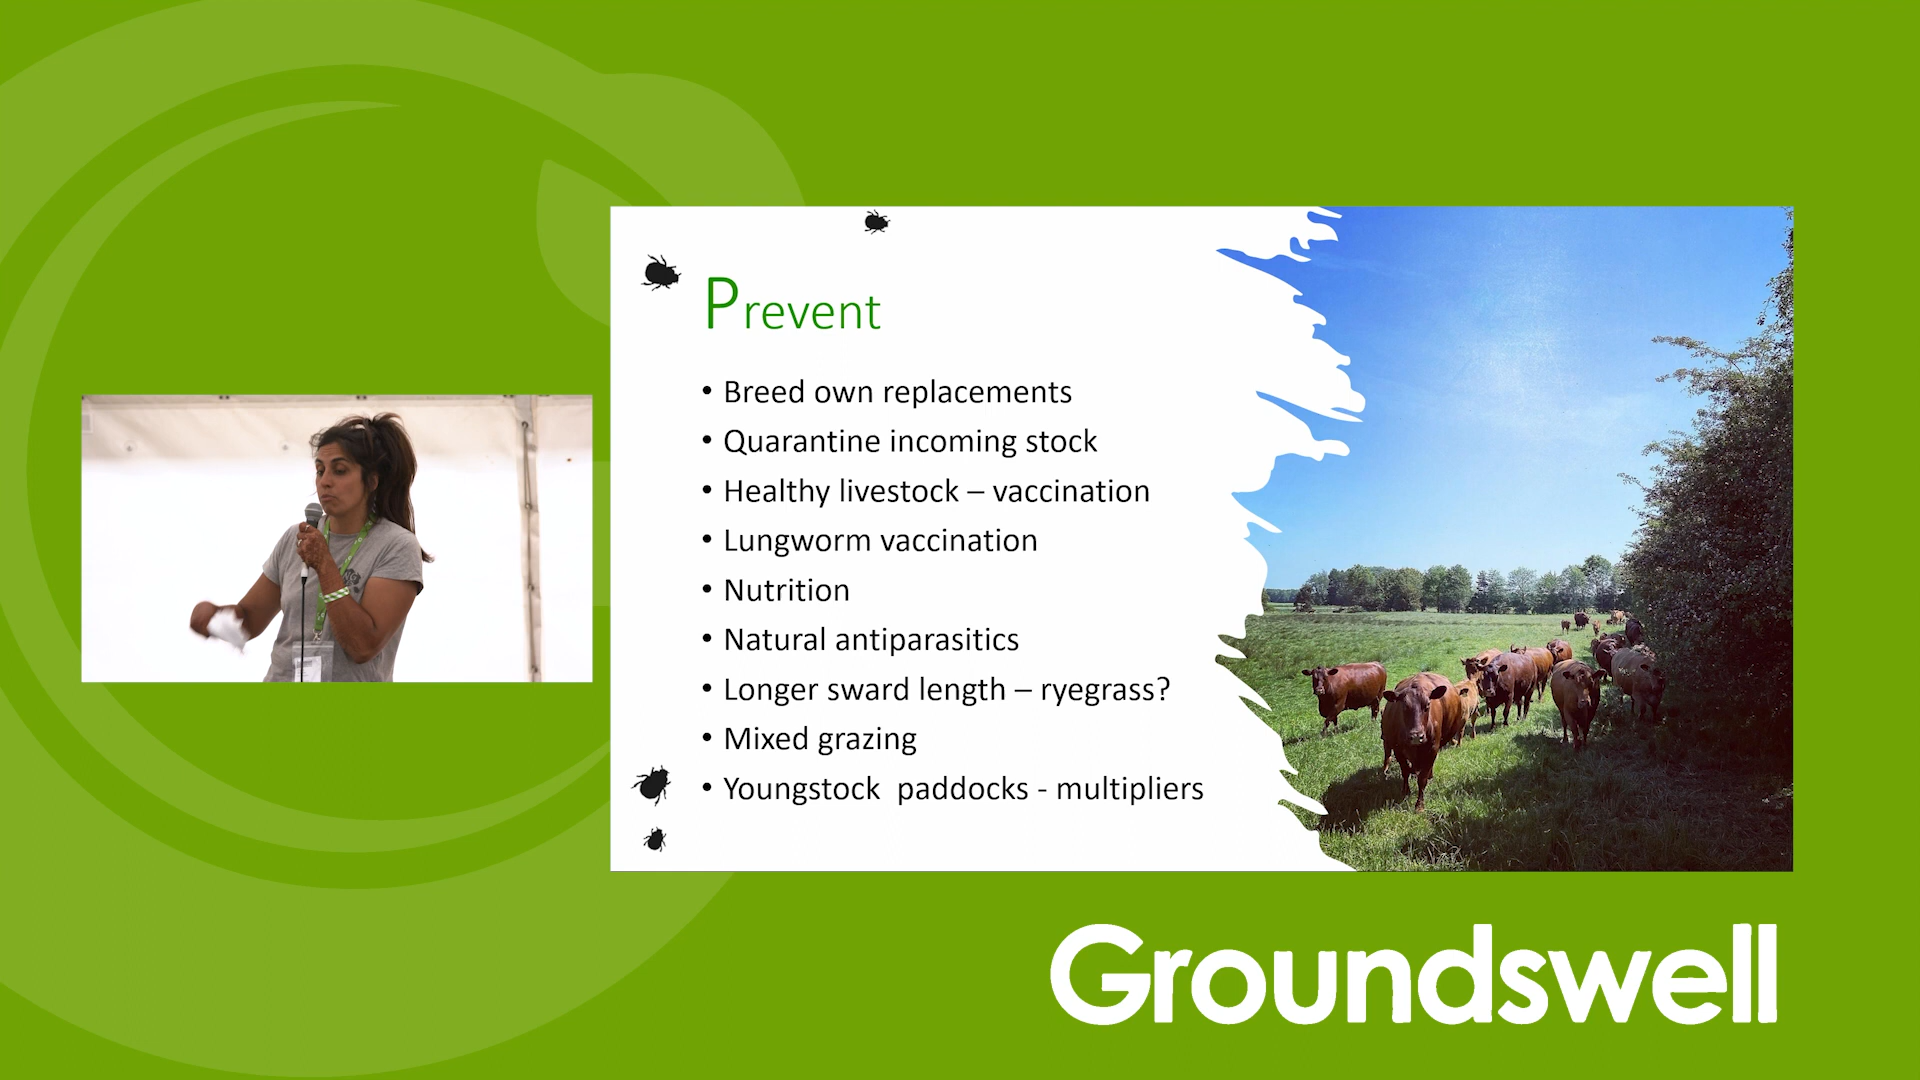 Prevent
• Breed own replacements
• Quarantine incoming stock
• Healthy livestock – vaccination
• Lungworm vaccination
• Nutrition
• Natural antiparasitics
• Longer sward length – ryegrass?
• Mixed grazing
• Youngstock  paddocks - multipliers
Groundswell